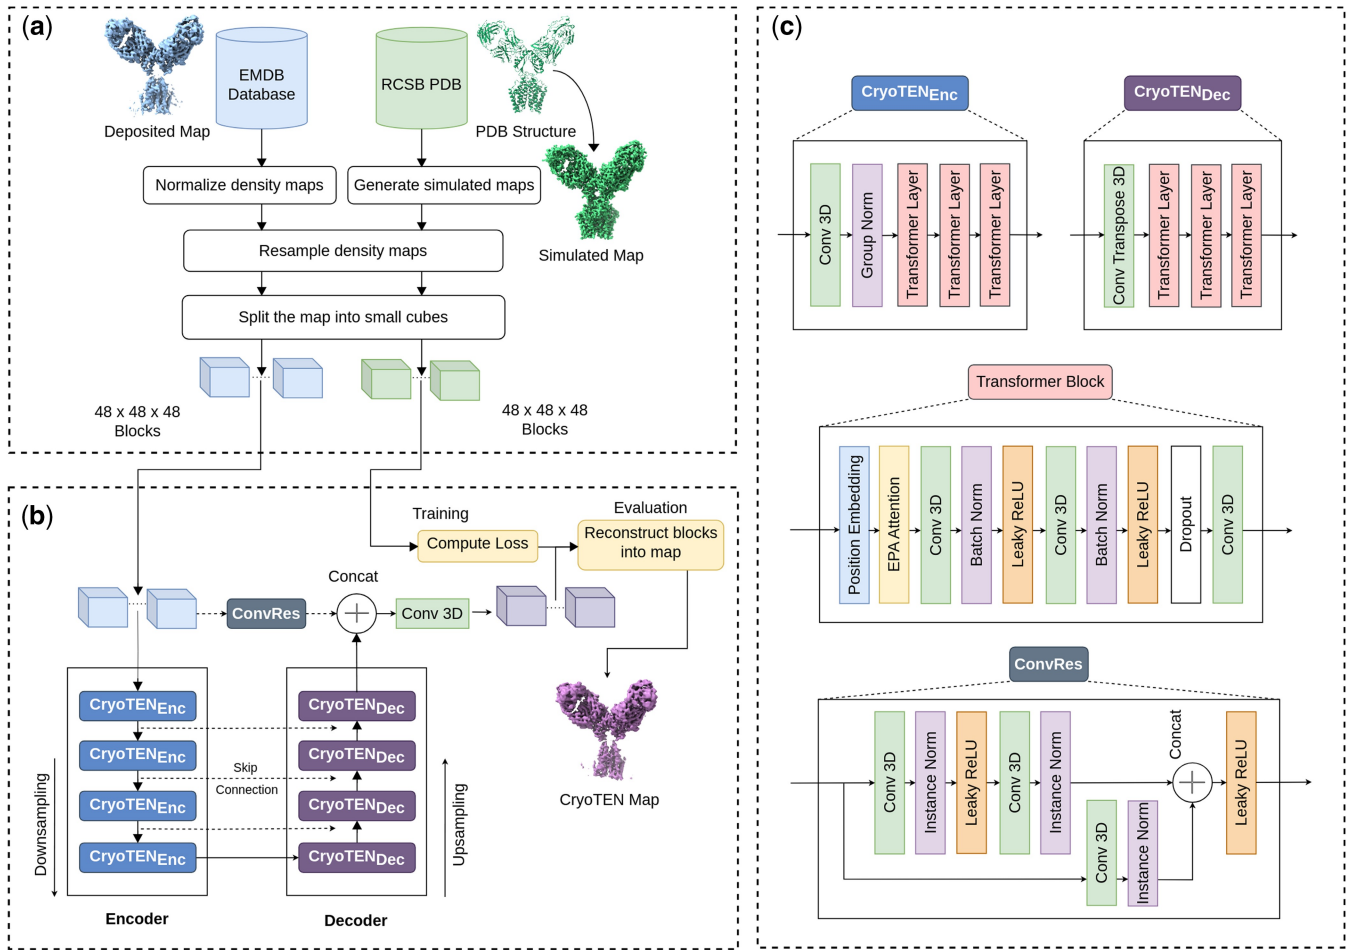 (a)
EMDB
Database
RCSB PDB
Deposited Map
PDB Structure
Normalize density maps
Generate simulated maps
Resample density maps
Simulated Map
Split the map into small cubes
48 x 48 x 48
Blocks
48 x 48 x 48
Blocks
(b)
Training
Evaluation
Compute Loss
Reconstruct blocks
into map
Concat
ConvRes
Conv 3D
CryoTENEnc
CryoTENDec
CryoTENEnc
CryoTENDec
Skip
Connection
CryoTENEnc
CryoTENDec
CryoTENEnc
CryoTENDec
Downsampling
Upsampling
CryoTEN Map
Encoder
Decoder
(c)
CryoTENEnc
CryoTENDec
Conv 3D
Group Norm
Transformer Layer
Transformer Layer
Transformer Layer
Conv Transpose 3D
Transformer Layer
Transformer Layer
Transformer Layer
Transformer Block
Position Embedding
EPA Attention
Conv 3D
Batch Norm
Leaky ReLU
Conv 3D
Batch Norm
Leaky ReLU
Dropout
Conv 3D
ConvRes
Conv 3D
Instance Norm
Leaky ReLU
Conv 3D
Instance Norm
Concat
Leaky ReLU
Conv 3D
Instance Norm